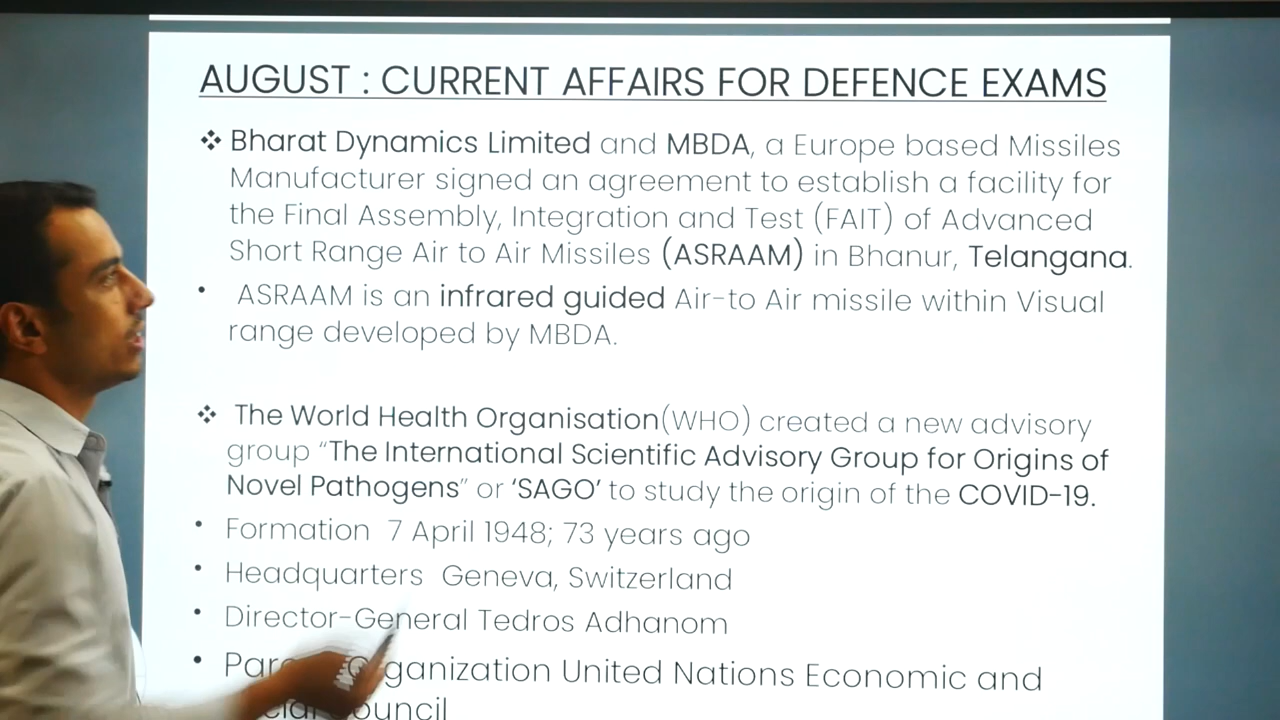 AUGUST : CURRENT AFFAIRS FOR DEFENCE EXAMS
❖ Bharat Dynamics Limited and MBDA, a Europe based Missiles
Manufacturer signed an agreement to establish a facility for
the Final Assembly, Integration and Test (FAIT) of Advanced
Short Range Air to Air Missiles (ASRAAM) in Bhanur, Telangana.
• ASRAAM is an infrared guided Air-to Air missile within Visual
range developed by MBDA.
❖ The World Health Organisation(WHO) created a new advisory
group “The International Scientific Advisory Group for Origins of
Novel Pathogens” or ‘SAGO’ to study the origin of the COVID-19.
• Formation 7 April 1948; 73 years ago
• Headquarters Geneva, Switzerland
• Director-General Tedros Adhanom
• Organization United Nations Economic and
Council